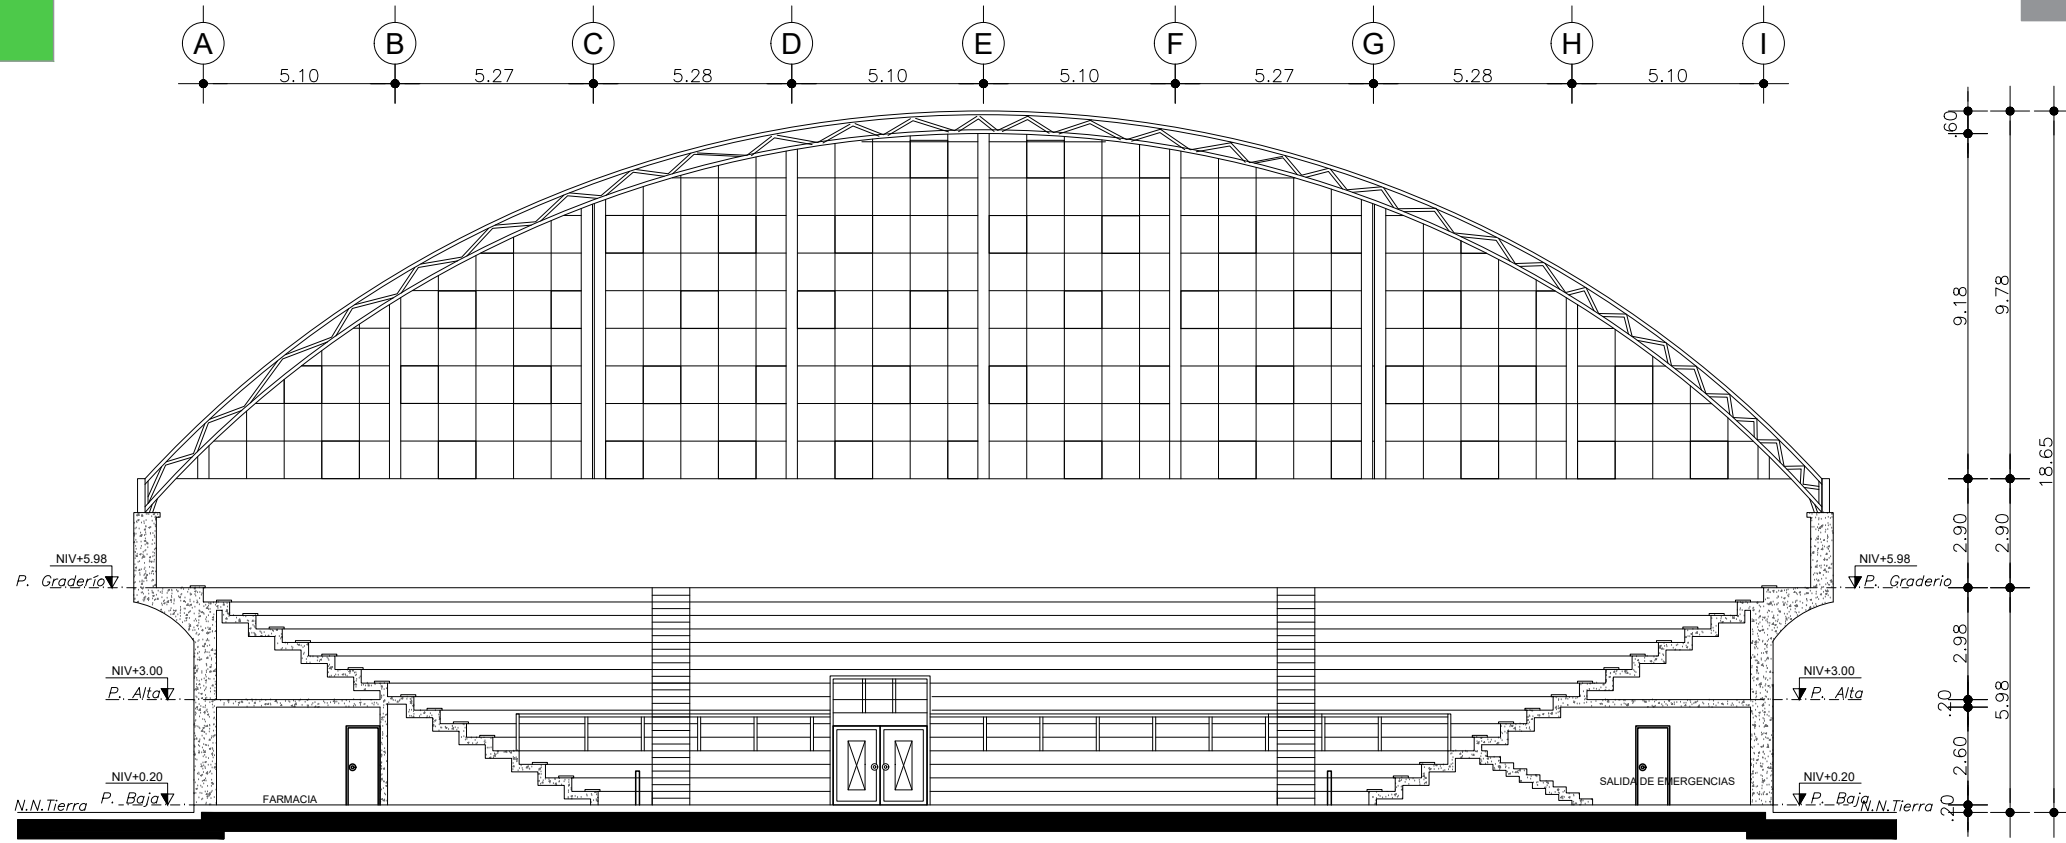 A B C D E F G H I
5.10 5.27 5.28 5.10 5.10 5.27 5.28 5.10
.60
9.18 9.78
18.65
2.90 2.90
NIV+5.98 NIV+5.98
P. Graderío P. Graderio
2.98
NIV+3.00 NIV+3.00
P. Alta P. Alta
.20 5.98
2.60
SALIDA DE EMERGENCIAS
NIV+0.20 NIV+0.20
FARMACIA
P. Baja P. Baja
N.N.Tierra N.N.Tierra
.20